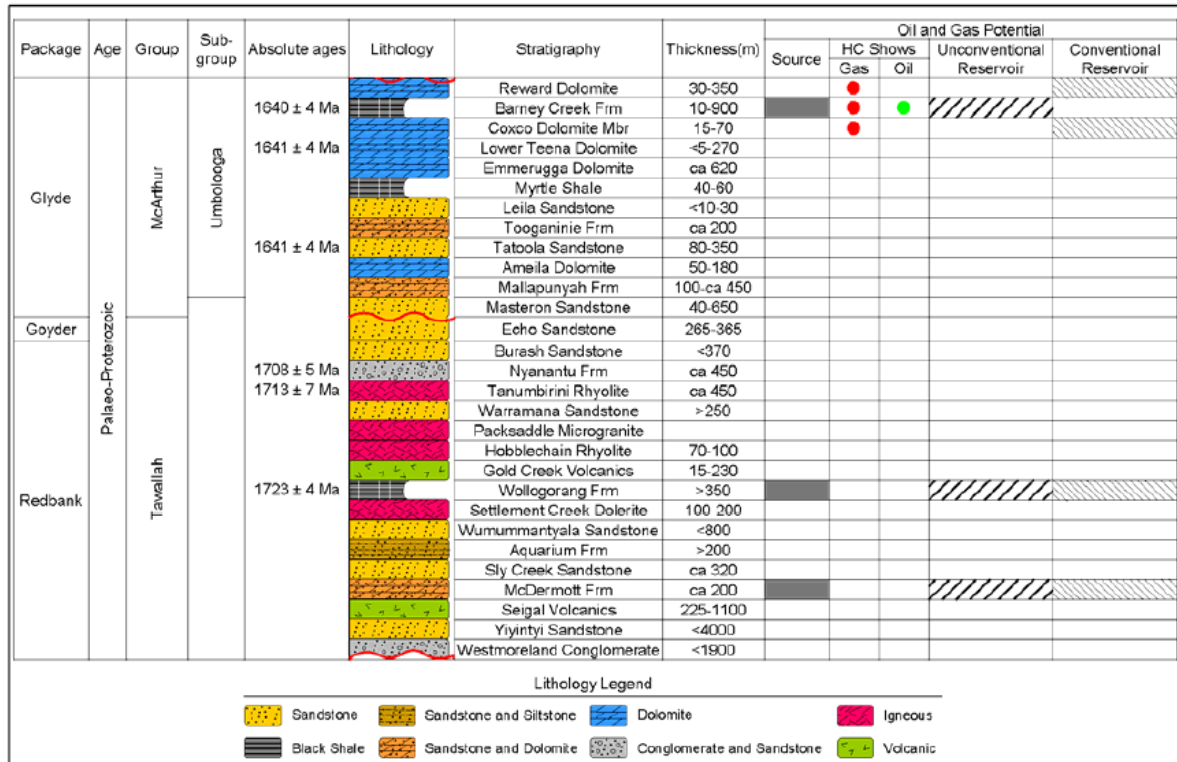 Oil and Gas Potential
Package Age Group Sub-group Absolute ages Lithology Stratigraphy Thickness(m) Source HC Shows Unconventional Reservoir Conventional Reservoir
Gas Oil
Reward Dolomite 30-350
1640 ± 4 Ma Barney Creek Frm 10-900
Coxco Dolomite Mbr 15-70
1641 ± 4 Ma Lower Teena Dolomite <5-270
Emmerugga Dolomite ca 620
Myrtle Shale 40-60
Glyde McArthur Umbolooga Leila Sandstone <10-30
Tooganinie Frm ca 200
1641 ± 4 Ma Tatoola Sandstone 80-350
Ameila Dolomite 50-180
Mallapunyah Frm 100-ca 450
Masteron Sandstone 40-650
Goyder Echo Sandstone 265-365
Palaeo-Proterozoic Burash Sandstone <370
1708 ± 5 Ma Nyanantu Frm ca 450
1713 ± 7 Ma Tanumbirini Rhyolite ca 450
Warramana Sandstone >250
Packsaddle Microgranite
Hobblechain Rhyolite 70-100
Gold Creek Volcanics 15-230
Redbank Tawallah 1723 ± 4 Ma Wollogorang Frm >350
Settlement Creek Dolerite 100-200
Wumummantyala Sandstone <800
Aquarium Frm >200
Sly Creek Sandstone ca 320
McDermott Frm ca 200
Seigal Volcanics 225-1100
Yiyintyi Sandstone <4000
Westmoreland Conglomerate <1900
Lithology Legend
Sandstone Sandstone and Siltstone Dolomite Igneous
Black Shale Sandstone and Dolomite Conglomerate and Sandstone Volcanic